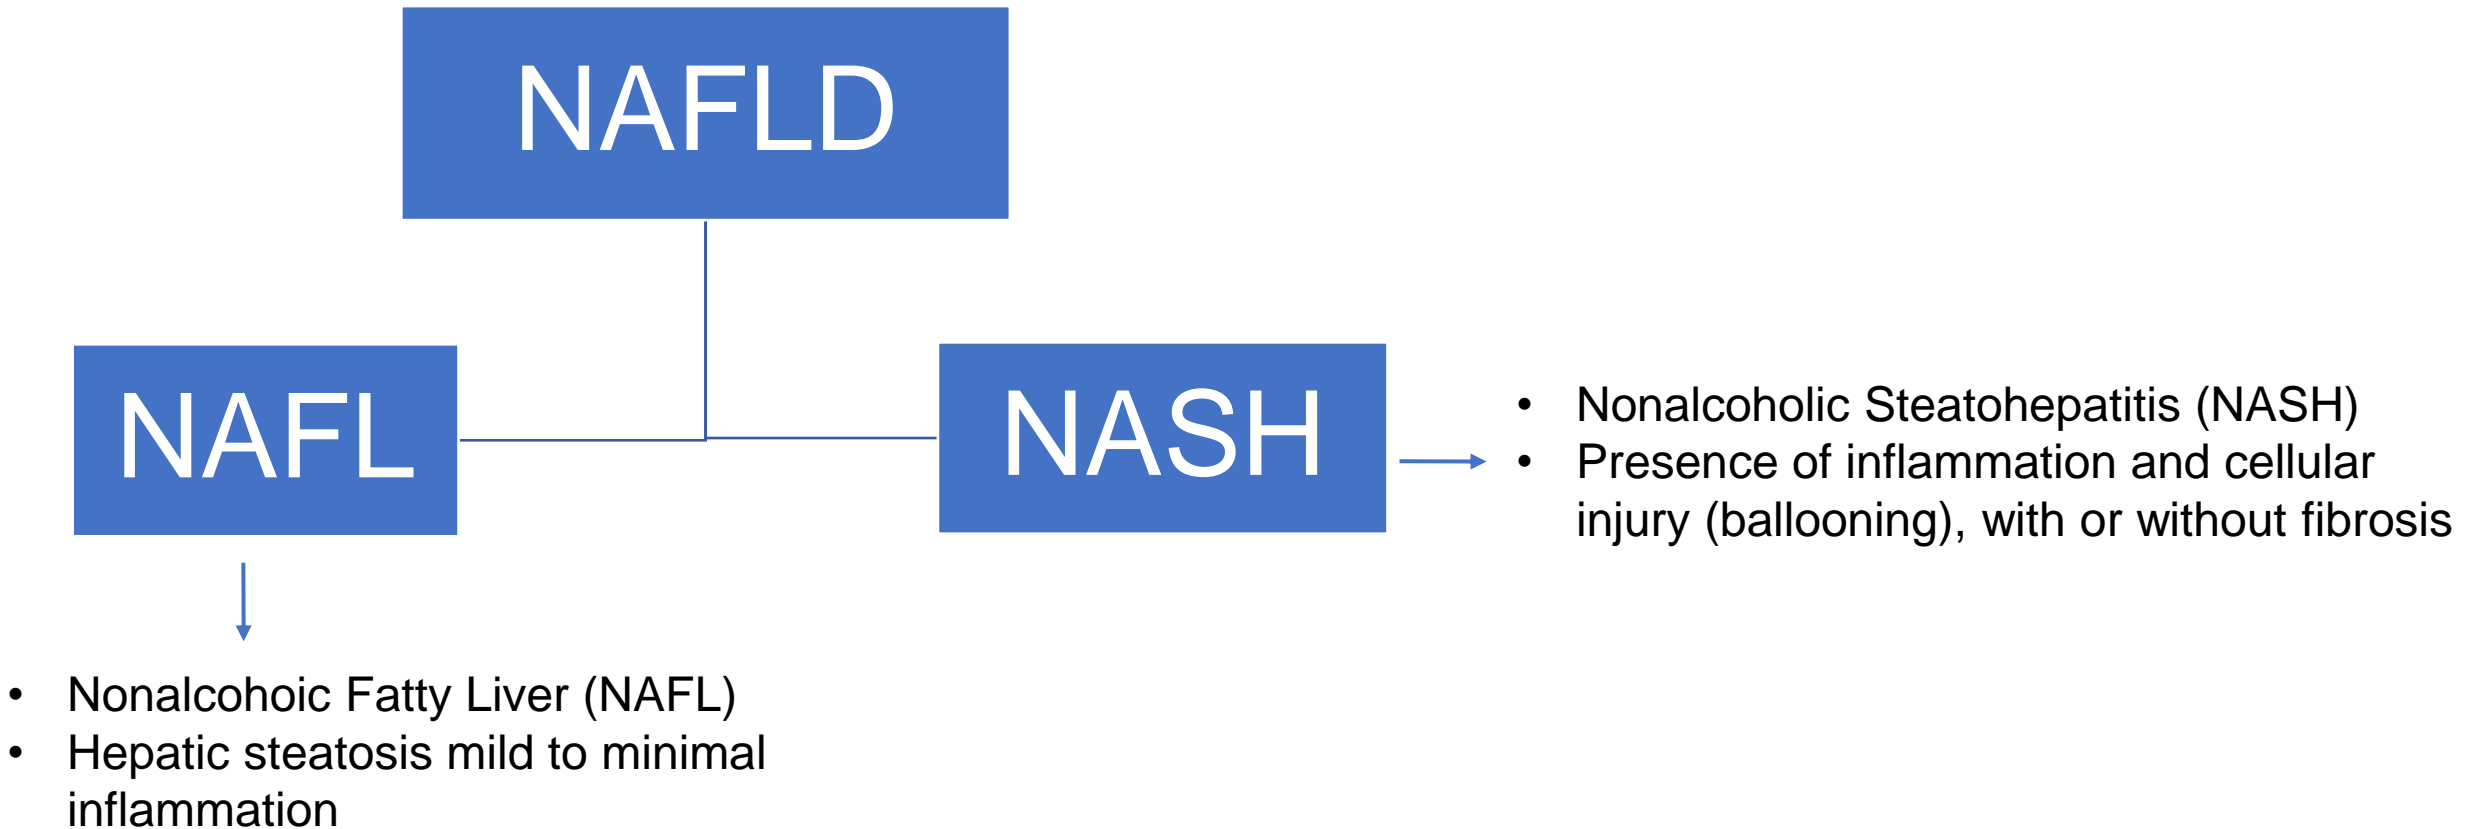 NAFLD
NAFL
NASH
• Nonalcoholic Steatohepatitis (NASH)
• Presence of inflammation and cellular
injury (ballooning), with or without fibrosis
• Nonalcohoic Fatty Liver (NAFL)
• Hepatic steatosis mild to minimal
inflammation